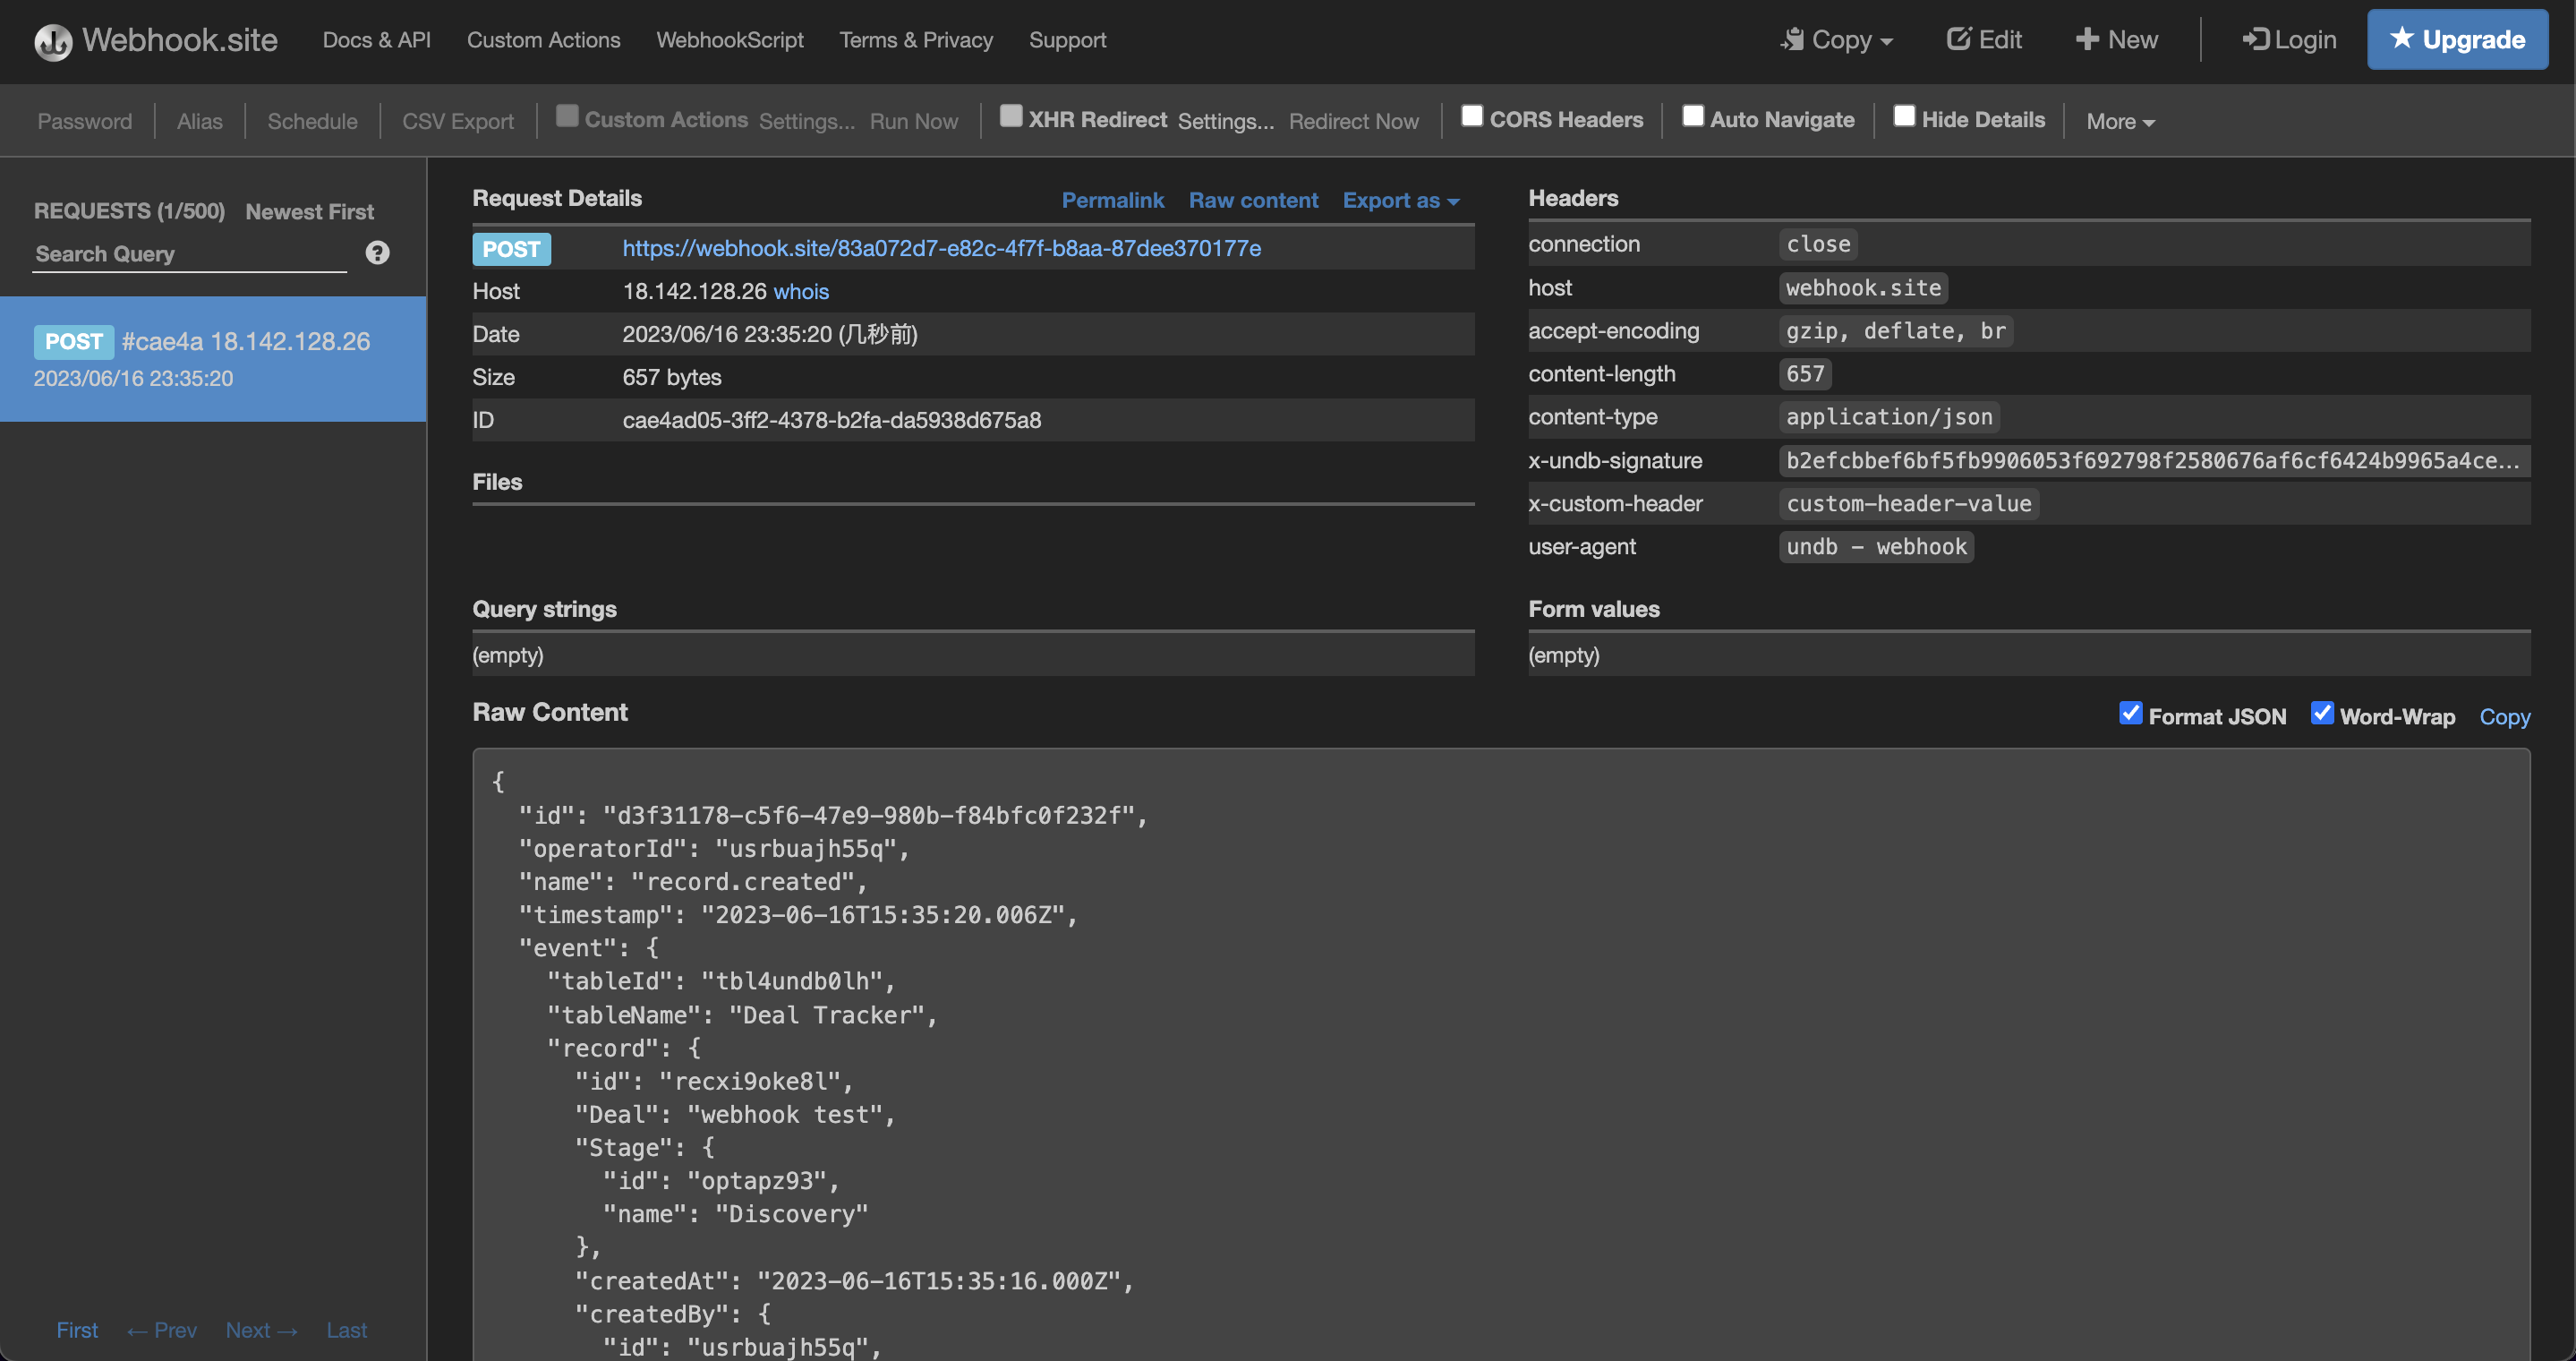 Webhook.site Docs & API Custom Actions WebhookScript Terms & Privacy Support Copy Edit New Login Upgrade
Password Alias Schedule CSV Export Custom Actions Settings... Run Now XHR Redirect Settings... Redirect Now CORS Headers Auto Navigate Hide Details More
REQUESTS (1/500) Newest First
Search Query
POST #cae4a 18.142.128.26
2023/06/16 23:35:20
First ← Prev Next → Last
Request Details Permalink Raw content Export as
POST https://webhook.site/83a072d7-e82c-4f7f-b8aa-87dee370177e
Host 18.142.128.26 whois
Date 2023/06/16 23:35:20 (几秒前)
Size 657 bytes
ID cae4ad05-3ff2-4378-b2fa-da5938d675a8
Files
Headers
connection close
host webhook.site
accept-encoding gzip, deflate, br
content-length 657
content-type application/json
x-undb-signature b2efcbbef6bf5fb9906053f692798f2580676af6cf6424b9965a4ce...
x-custom-header custom-header-value
user-agent undb - webhook
Query strings
(empty)
Form values
(empty)
Raw Content Format JSON Word-Wrap Copy
{
"id": "d3f31178-c5f6-47e9-980b-f84bfc0f232f",
"operatorId": "usrbuajh55q",
"name": "record.created",
"timestamp": "2023-06-16T15:35:20.006Z",
"event": {
"tableId": "tbl4undb0lh",
"tableName": "Deal Tracker",
"record": {
"id": "recxi9oke8l",
"Deal": "webhook test",
"Stage": {
"id": "optapz93",
"name": "Discovery"
},
"createdAt": "2023-06-16T15:35:16.000Z",
"createdBy": {
"id": "usrbuajh55q",